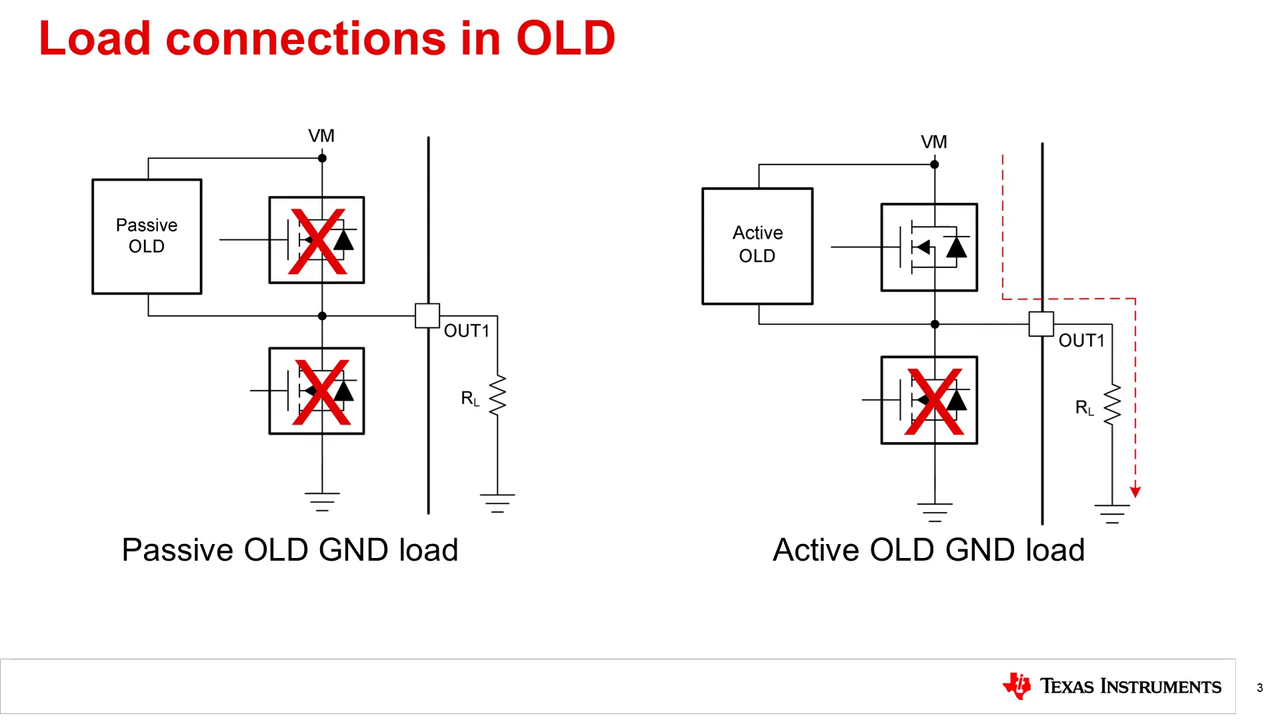 Load connections in OLD
VM
Passive
OLD
OUT1
RL
Passive OLD GND load
VM
Active
OLD
OUT1
RL
Active OLD GND load
TEXAS INSTRUMENTS
3